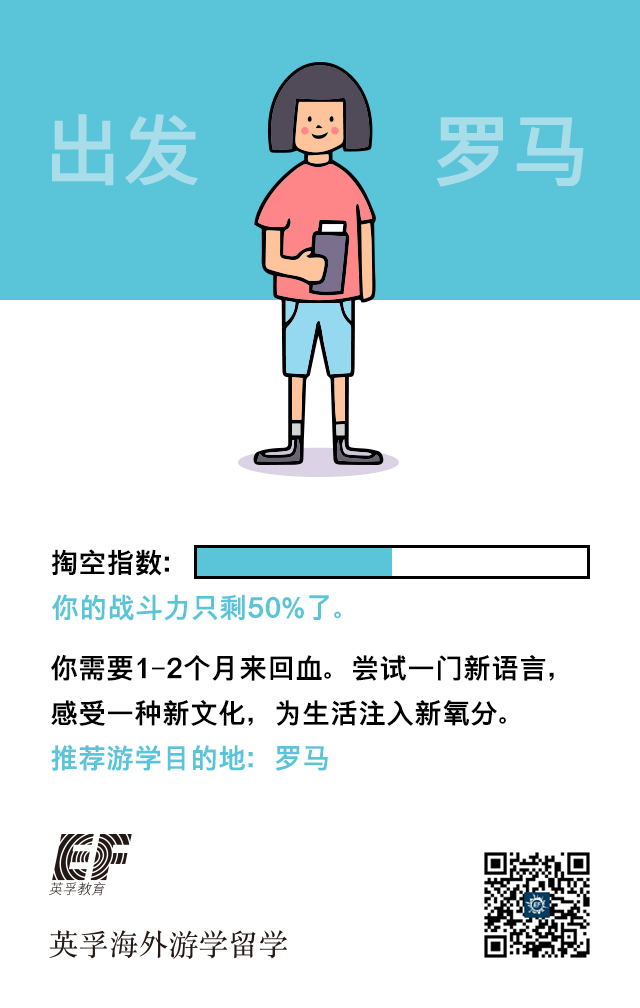 出发 罗马
掏空指数:
你的战斗力只剩50%了。
你需要1-2个月来回血。尝试一门新语言,
感受一种新文化，为生活注入新氧分。
推荐游学目的地: 罗马
EF
英孚教育
英孚海外游学留学